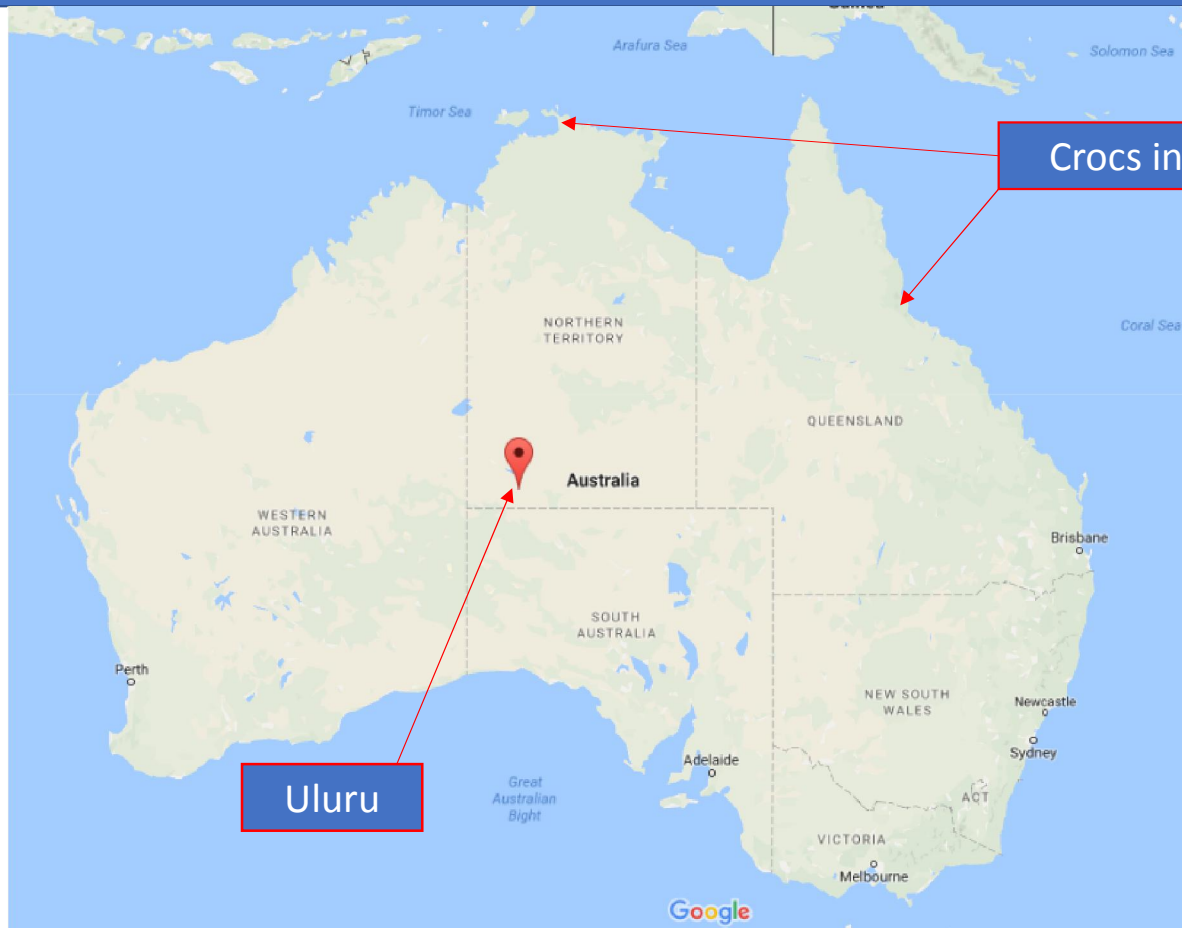 Guinea
Arafura Sea
Solomon Sea
Timor Sea
Crocs in
NORTHERN
TERRITORY
Coral Sea
QUEENSLAND
Australia
WESTERN
AUSTRALIA
Brisbane
SOUTH
AUSTRALIA
Perth
NEW SOUTH
WALES
Newcastle
Sydney
Adelaide
Uluru
Great
Australian
Bight
ACT
VICTORIA
Melbourne
Google